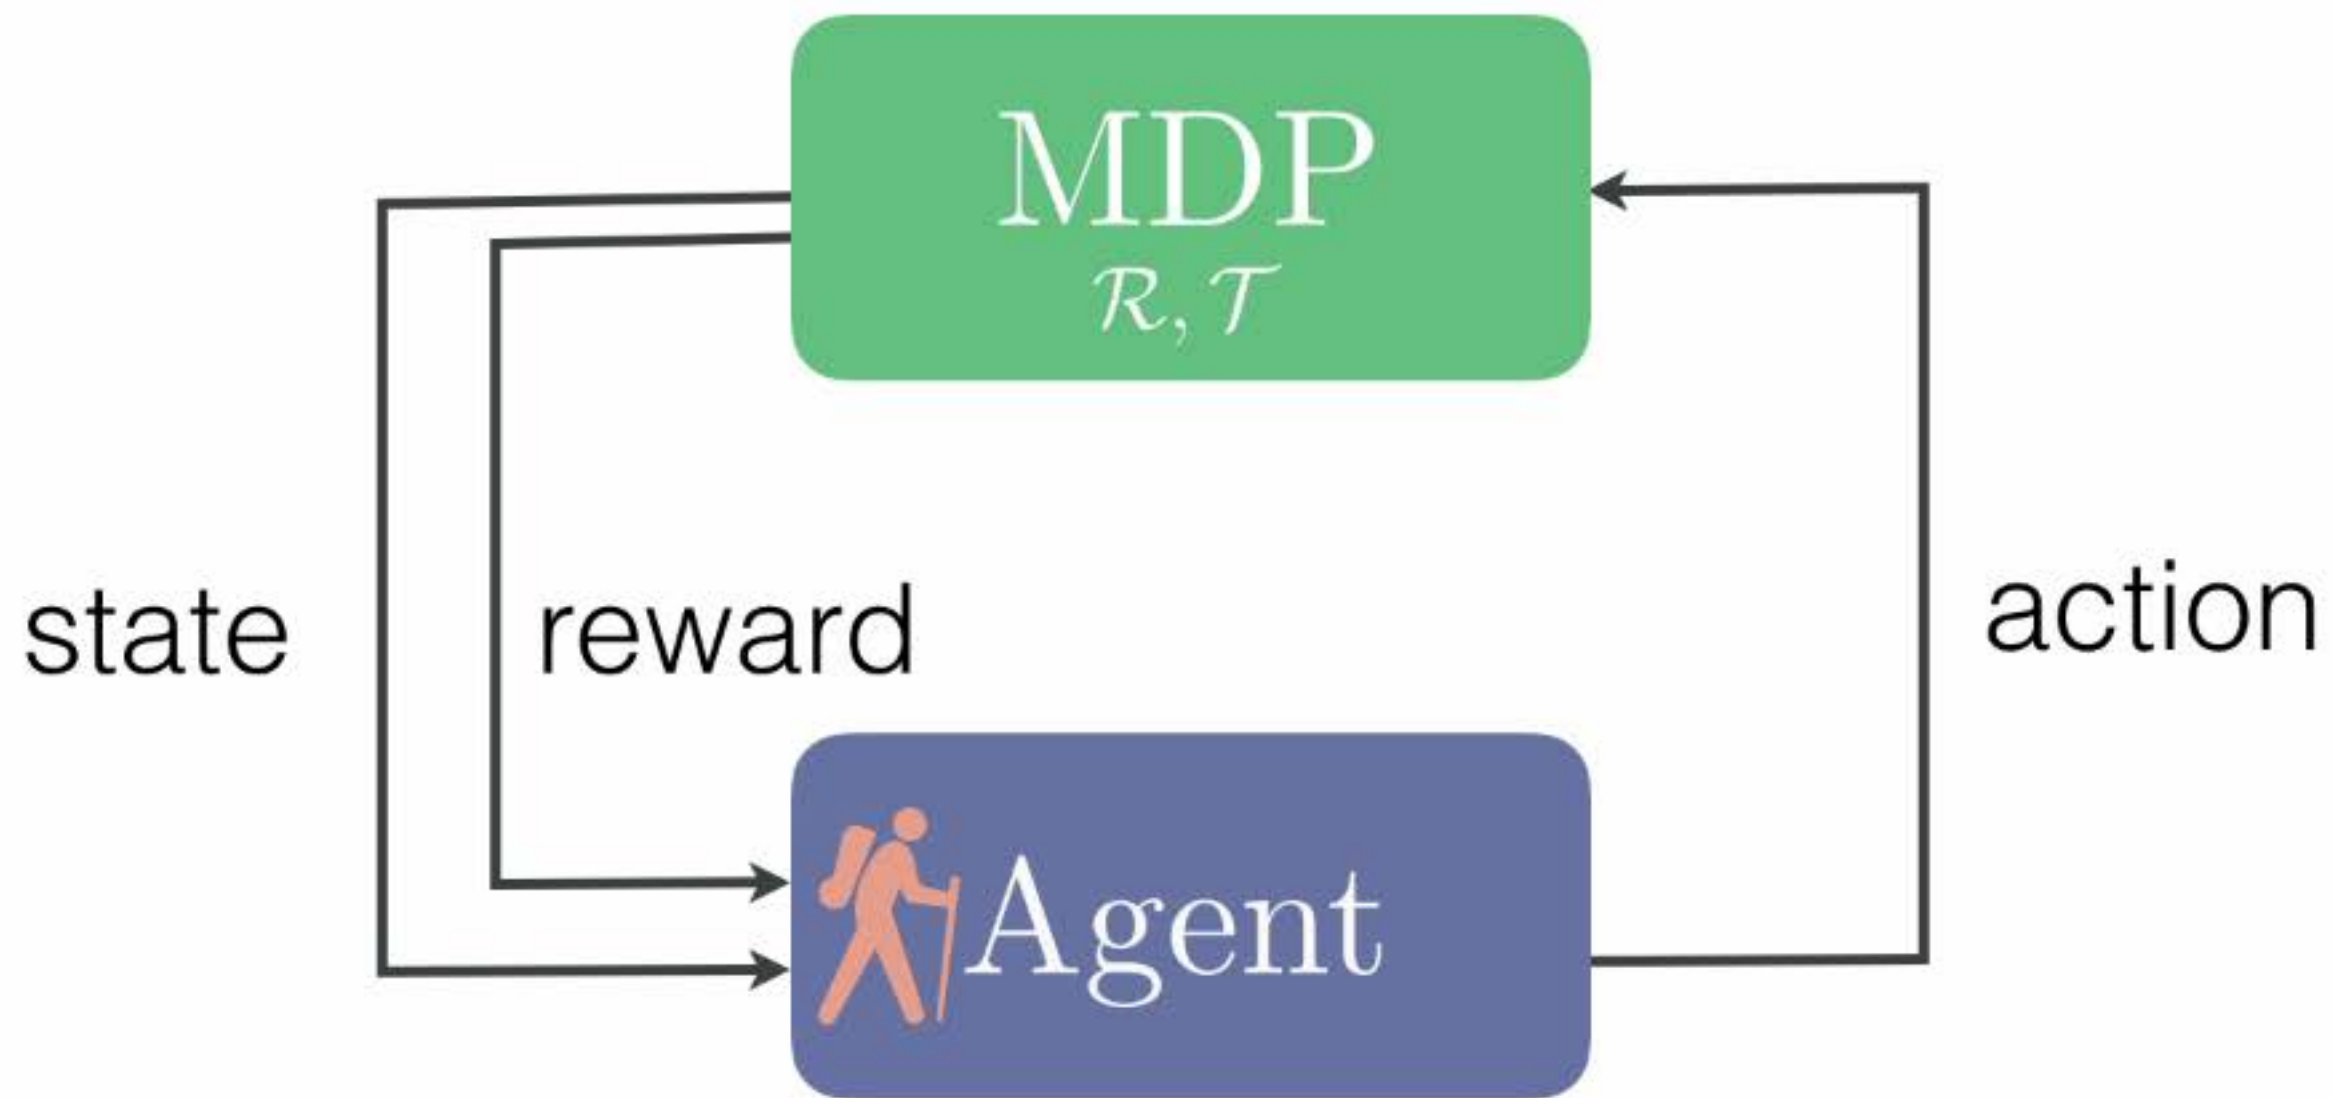 MDP
ℛ, 𝒯
state
reward
action
Agent